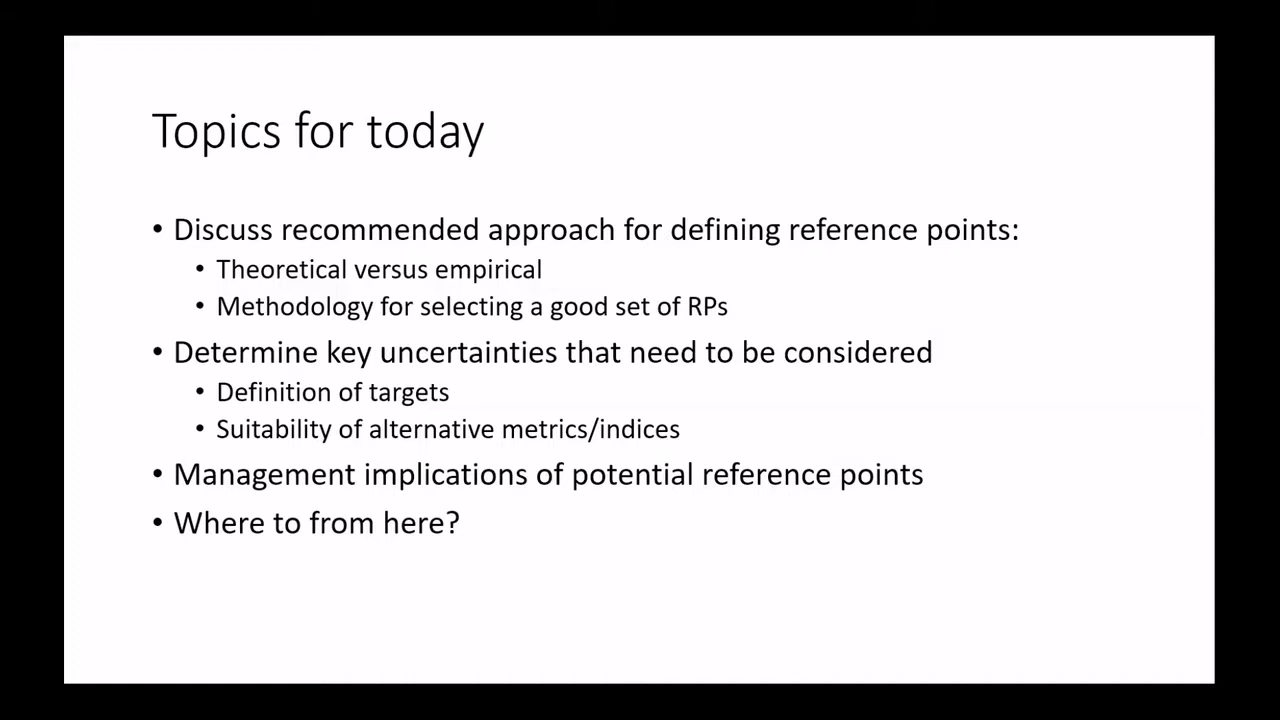 Topics for today
• Discuss recommended approach for defining reference points:
• Theoretical versus empirical
• Methodology for selecting a good set of RPs
• Determine key uncertainties that need to be considered
• Definition of targets
• Suitability of alternative metrics/indices
• Management implications of potential reference points
• Where to from here?